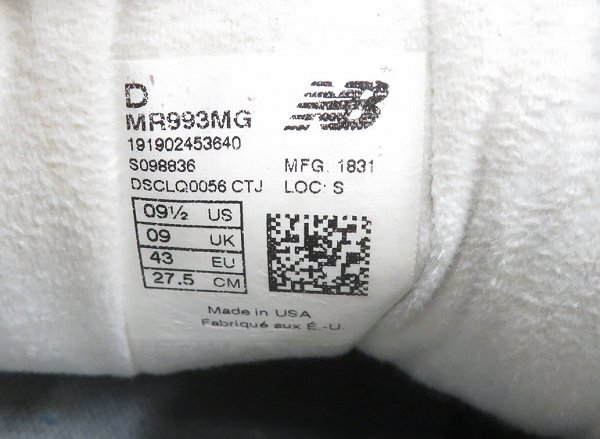 D
NB
MR993MG
191902453640
S098836 MFG. 1831
DSCLQ0056 CTJ LOC: S
09½ US
09 UK
43 EU
27.5 CM
Made in USA
Fabriqué aux É.-U.